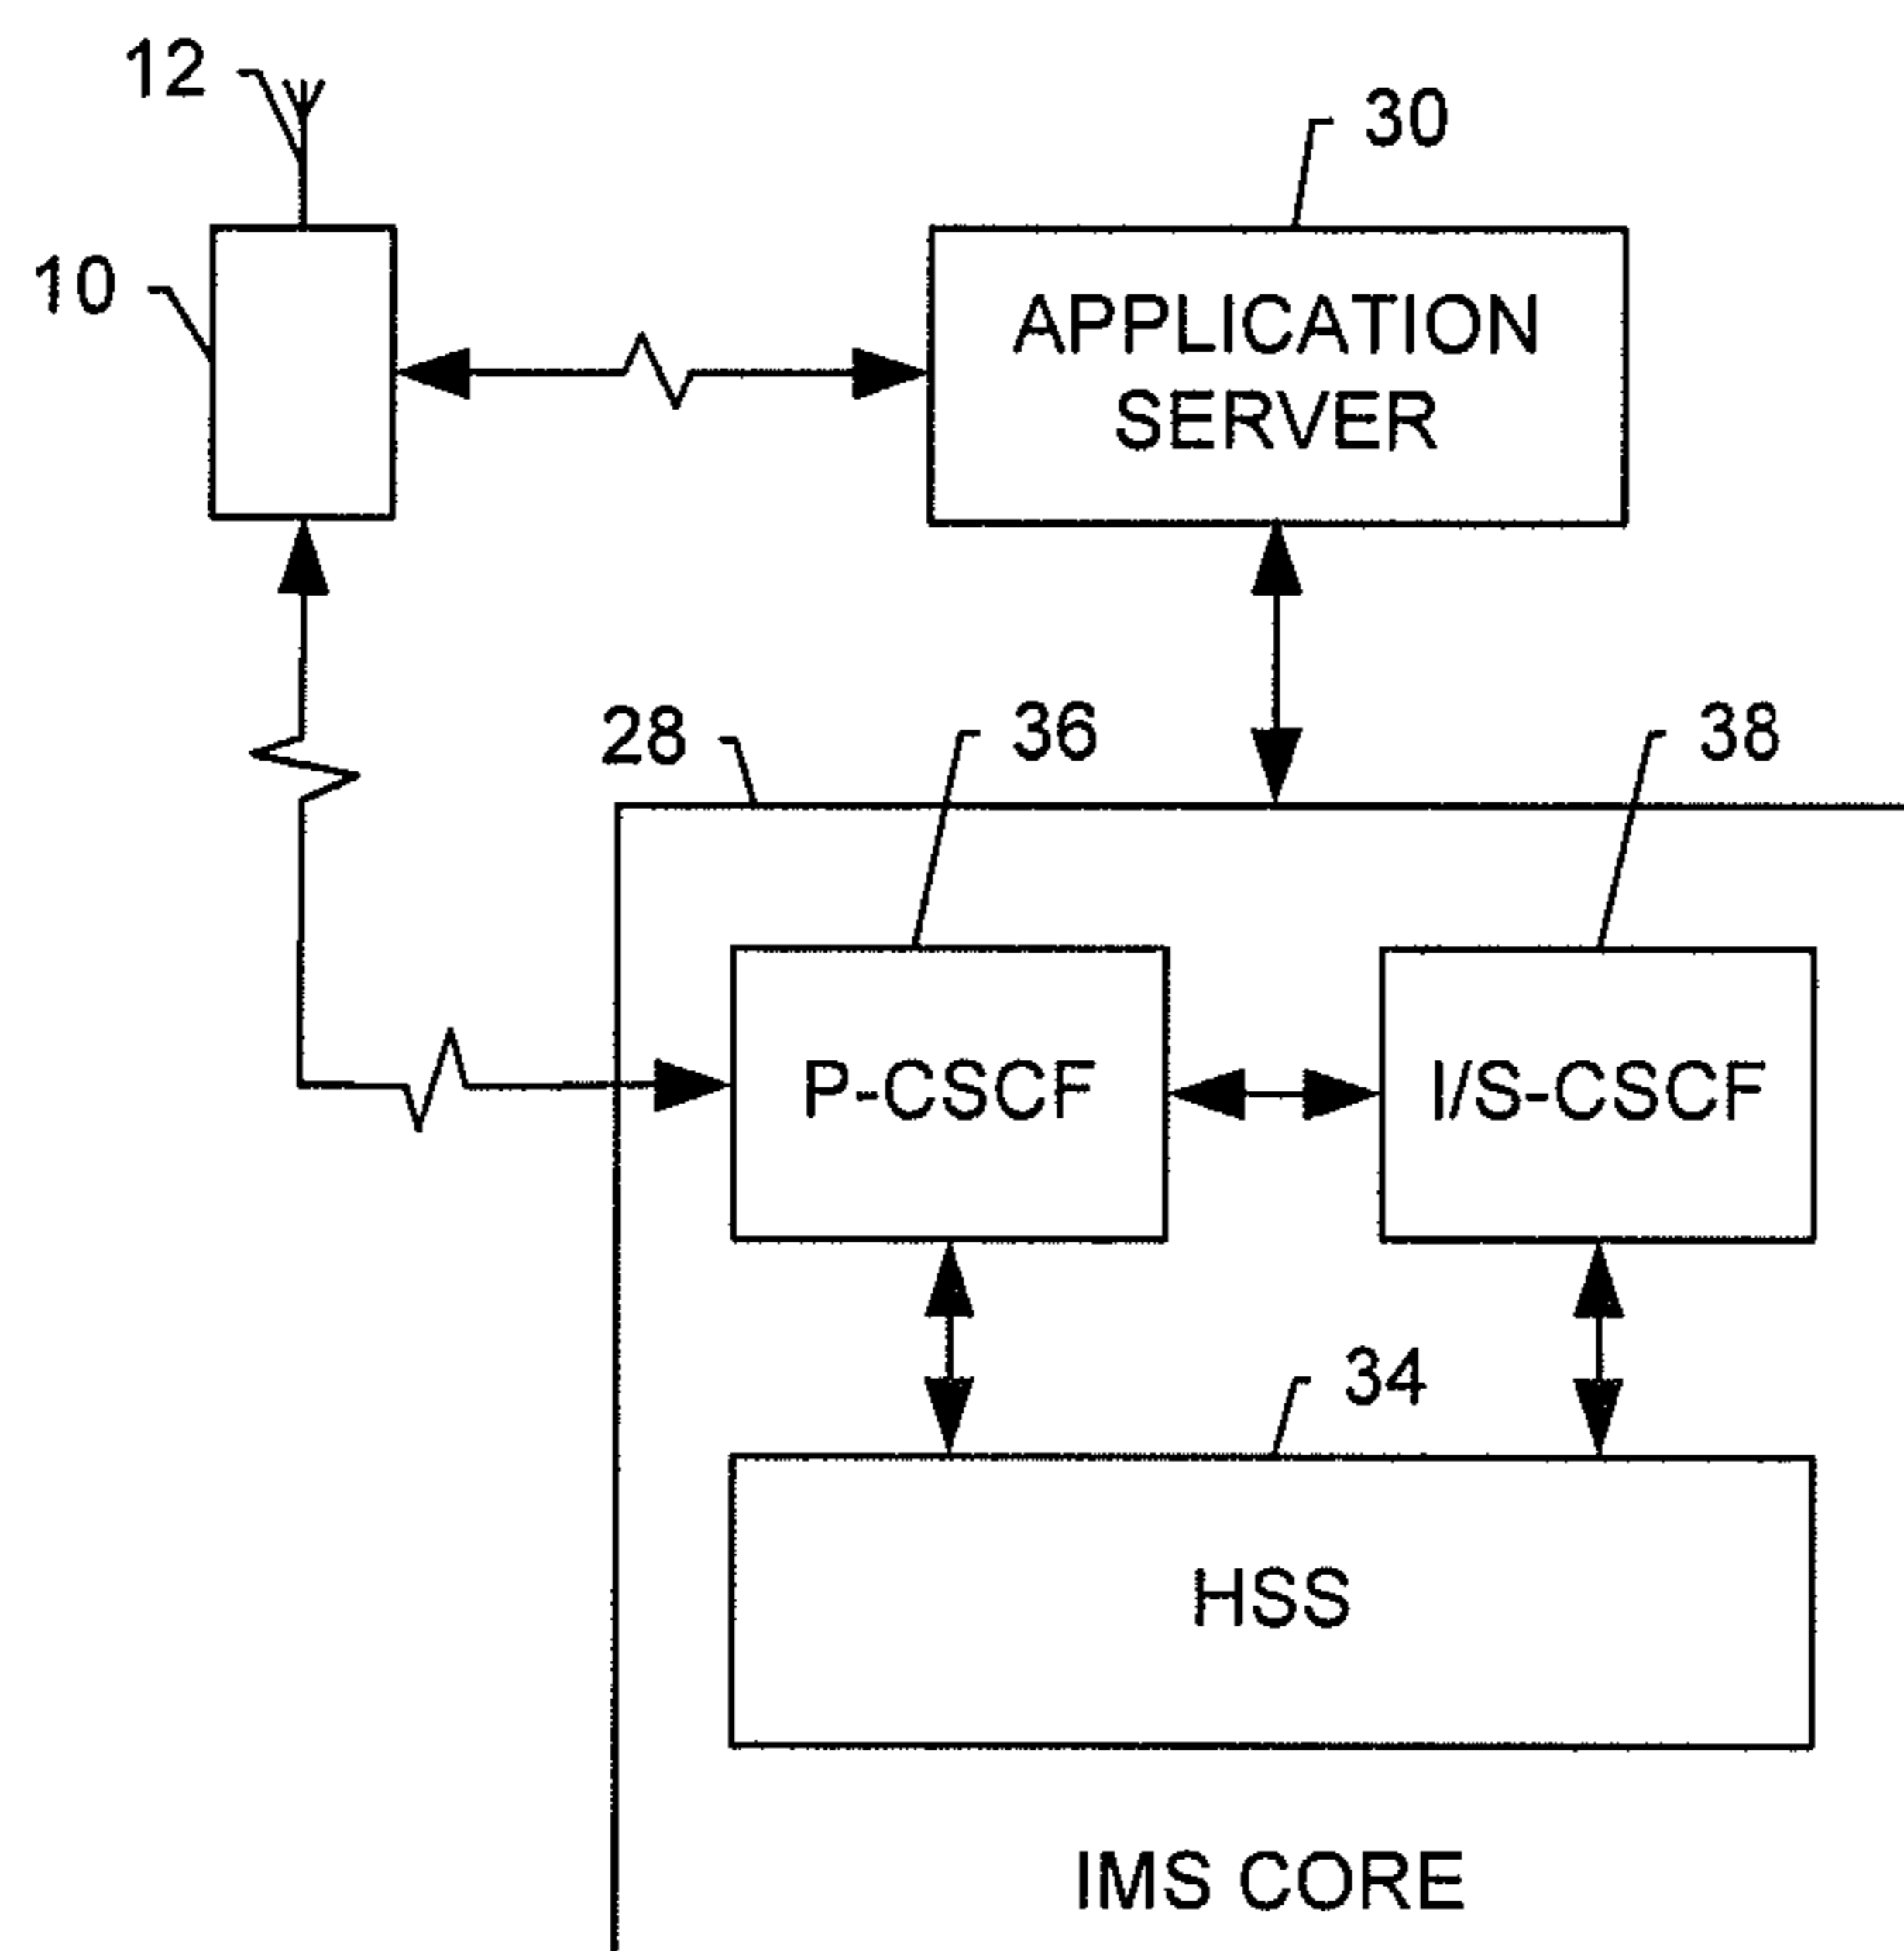 12
30
10
APPLICATION
SERVER
28
36
38
P-CSCF
I/S-CSCF
34
HSS
IMS CORE